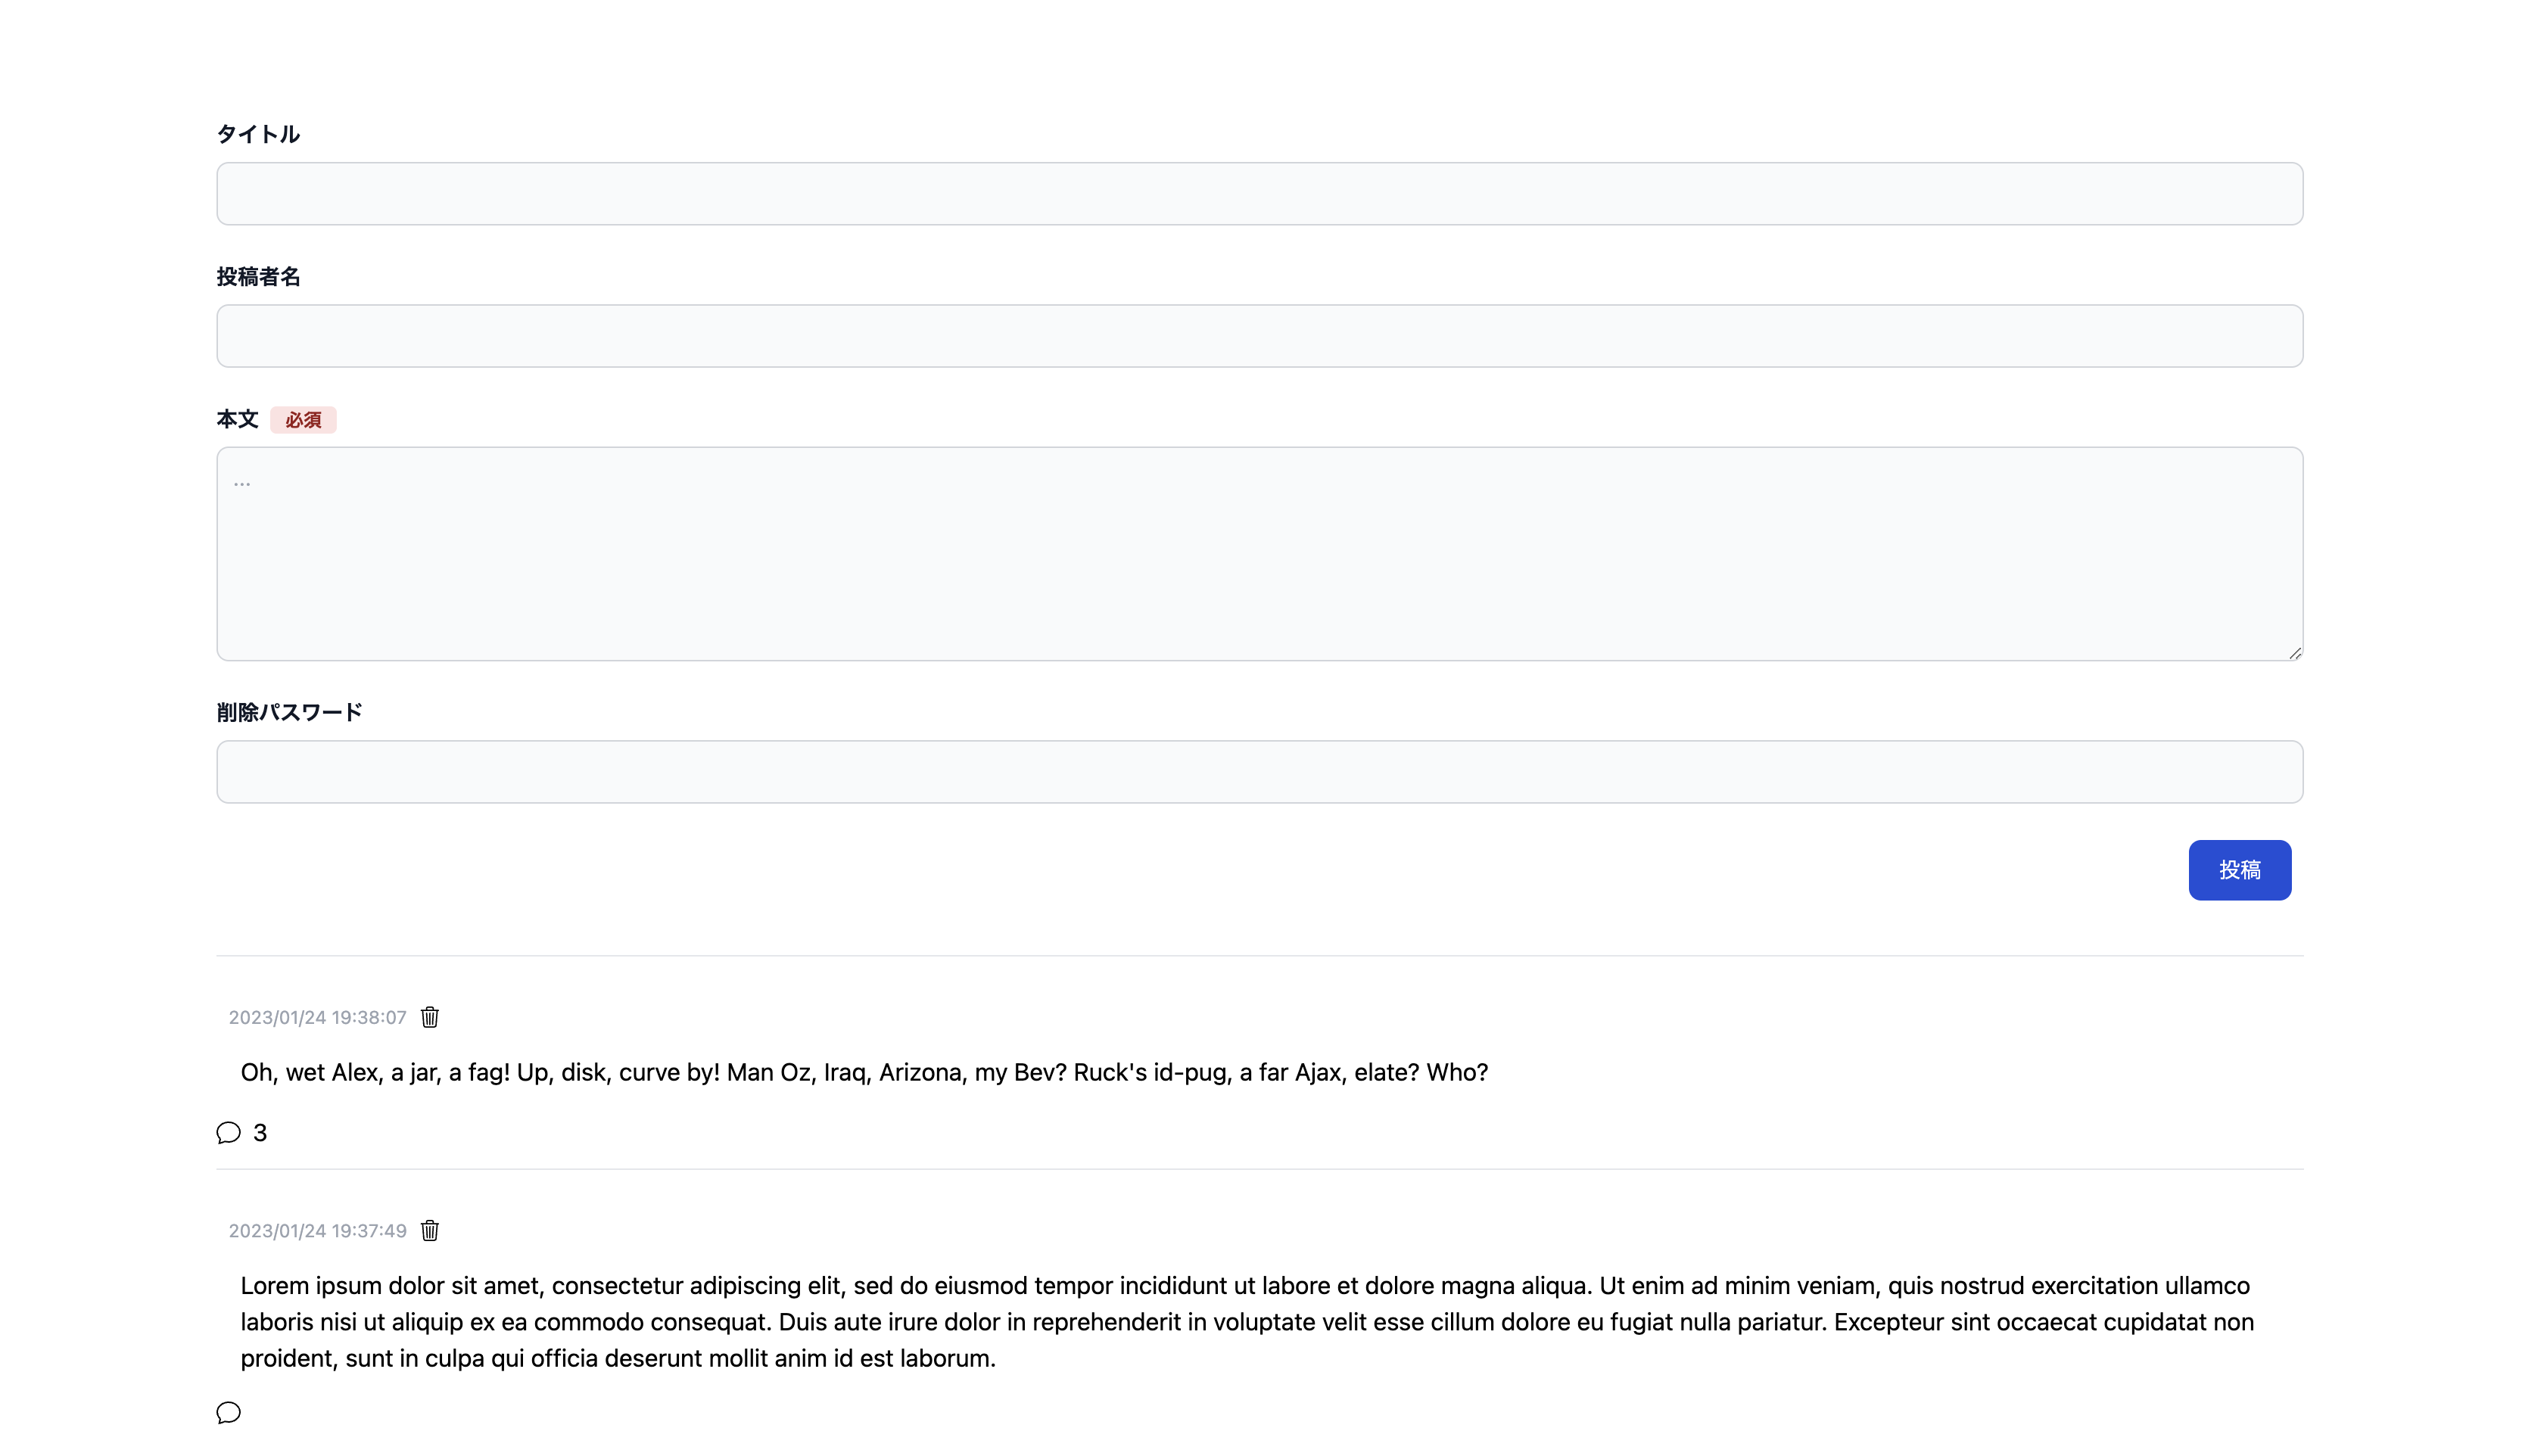 タイトル
投稿者名
本文 必須
...
削除パスワード
投稿
2023/01/24 19:38:07
Oh, wet Alex, a jar, a fag! Up, disk, curve by! Man Oz, Iraq, Arizona, my Bev? Ruck's id-pug, a far Ajax, elate? Who?
3
2023/01/24 19:37:49
Lorem ipsum dolor sit amet, consectetur adipiscing elit, sed do eiusmod tempor incididunt ut labore et dolore magna aliqua. Ut enim ad minim veniam, quis nostrud exercitation ullamco
laboris nisi ut aliquip ex ea commodo consequat. Duis aute irure dolor in reprehenderit in voluptate velit esse cillum dolore eu fugiat nulla pariatur. Excepteur sint occaecat cupidatat non
proident, sunt in culpa qui officia deserunt mollit anim id est laborum.